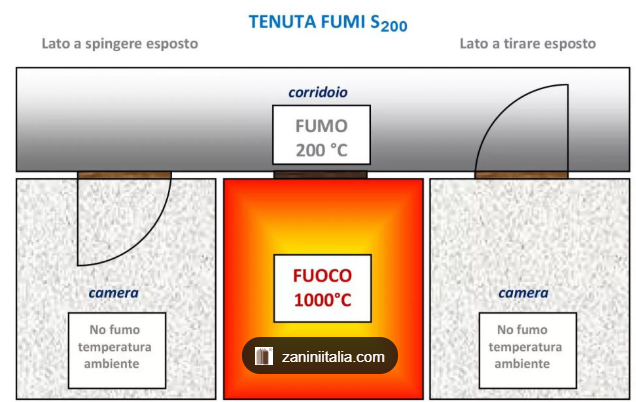 TENUTA FUMI S200
Lato a spingere esposto
Lato a tirare esposto
corridoio
FUMO
200 °C
FUOCO
1000°C
camera
No fumo
temperatura
ambiente
camera
No fumo
temperatura
ambiente
zaniniitalia.com